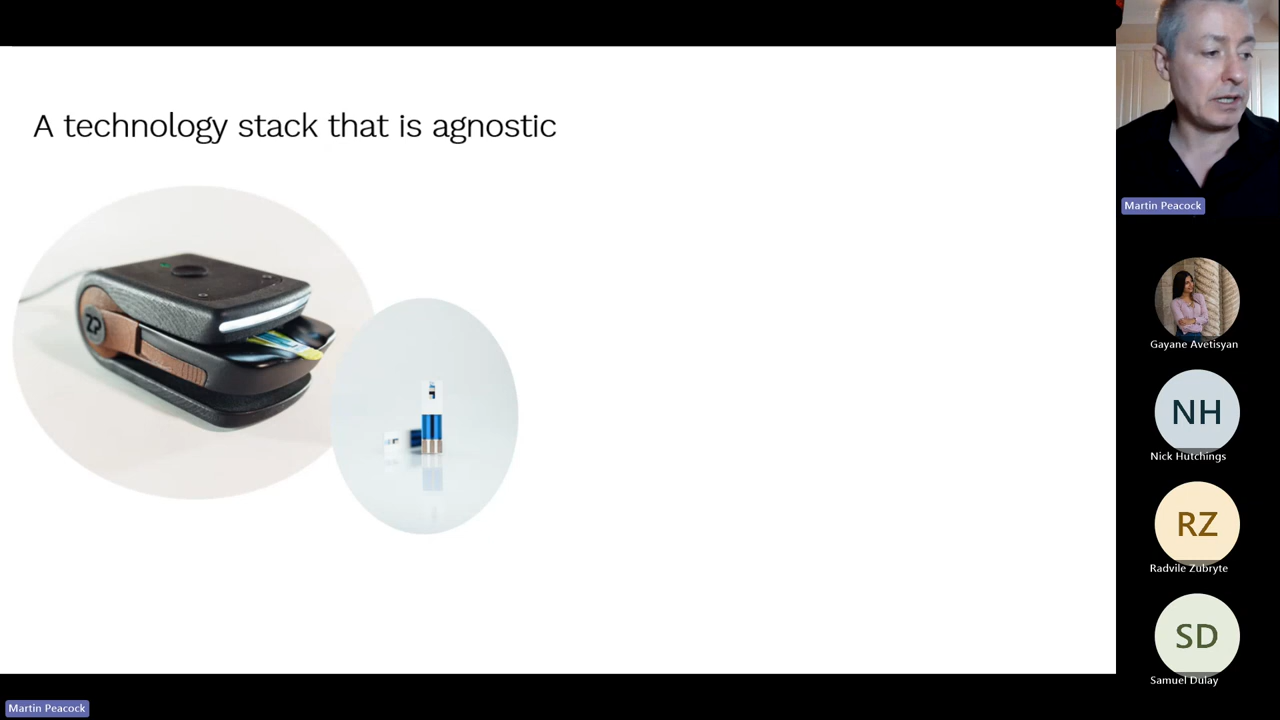 A technology stack that is agnostic
ZP
Martin Peacock
Gayane Avetisyan
NH
Nick Hutchings
RZ
Radvile Zubryte
SD
Samuel Dulay
Martin Peacock